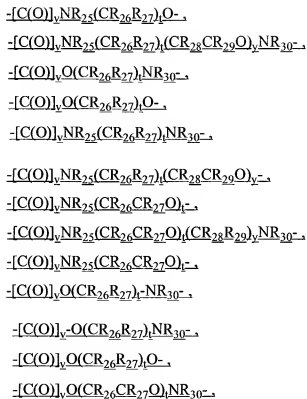 -[C(O)]vNR25(CR26R27)tO- ,
-[C(O)]vNR25(CR26R27)t(CR28CR29O)yNR30- ,
-[C(O)]vO(CR26R27)tNR30- ,
-[C(O)]vO(CR26R27)tO- ,
-[C(O)]vNR25(CR26R27)tNR30- ,
-[C(O)]vNR25(CR26R27)t(CR28CR29O)y- ,
-[C(O)]vNR25(CR26CR27O)t- ,
-[C(O)]vNR25(CR26CR27O)t(CR28R29)yNR30- ,
-[C(O)]vNR25(CR26CR27O)t- ,
-[C(O)]vO(CR26R27)t-NR30- ,
-[C(O)]v-O(CR26R27)tNR30- ,
-[C(O)]vO(CR26R27)tO- ,
-[C(O)]vO(CR26CR27O)tNR30- ,